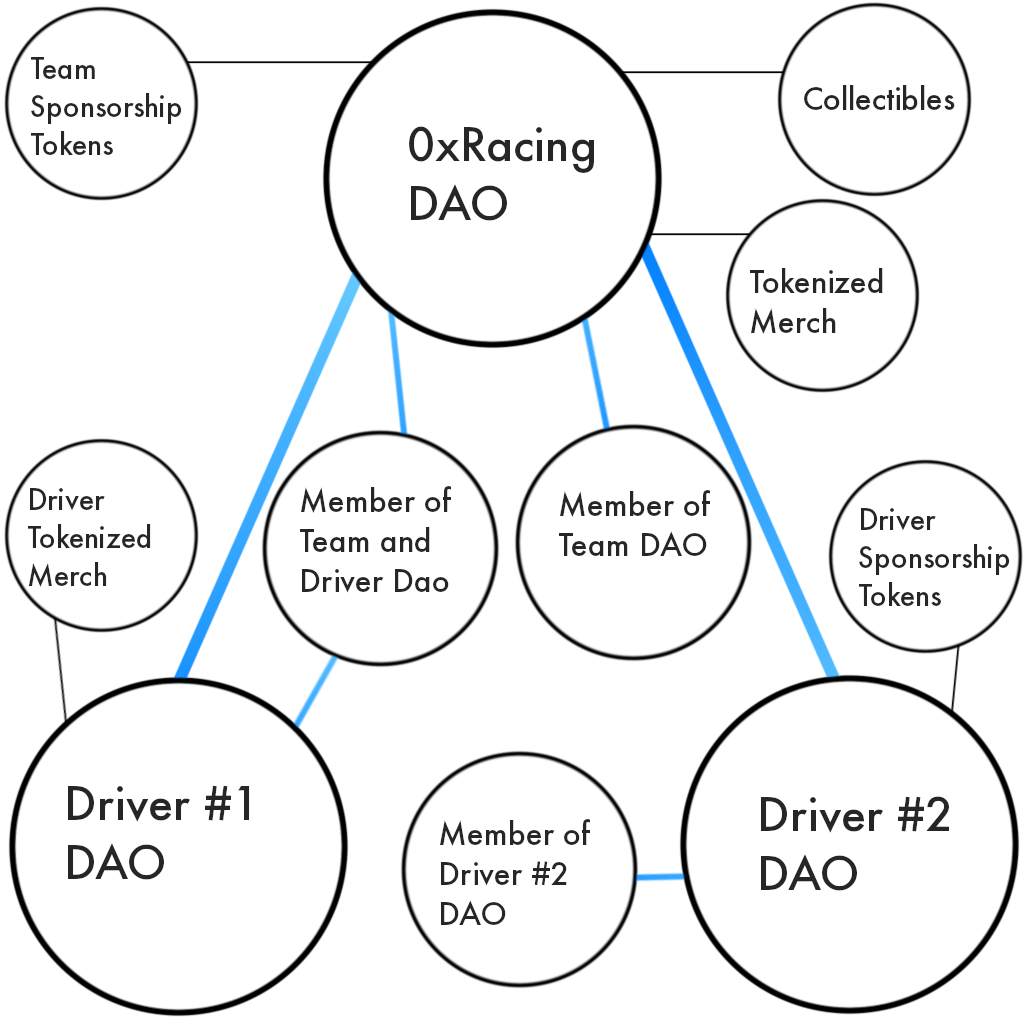 Team
Sponsorship
Tokens
0xRacing
DAO
Collectibles
Tokenized
Merch
Driver
Tokenized
Merch
Member of
Team and
Driver Dao
Member of
Team DAO
Driver
Sponsorship
Tokens
Driver #1
DAO
Member of
Driver #2
DAO
Driver #2
DAO